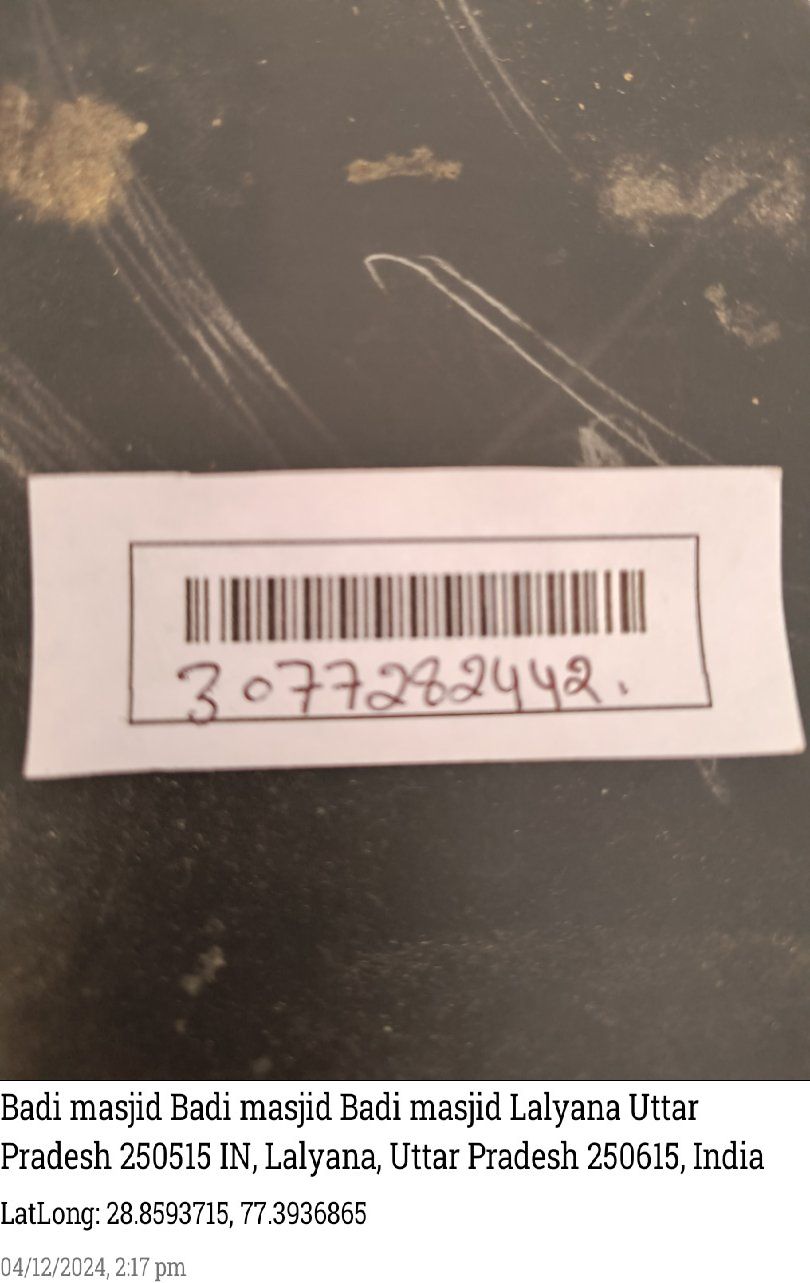 3077282442.
Badi masjid Badi masjid Badi masjid Lalyana Uttar
Pradesh 250515 IN, Lalyana, Uttar Pradesh 250615, India
LatLong: 28.8593715, 77.3936865
04/12/2024, 2:17 pm